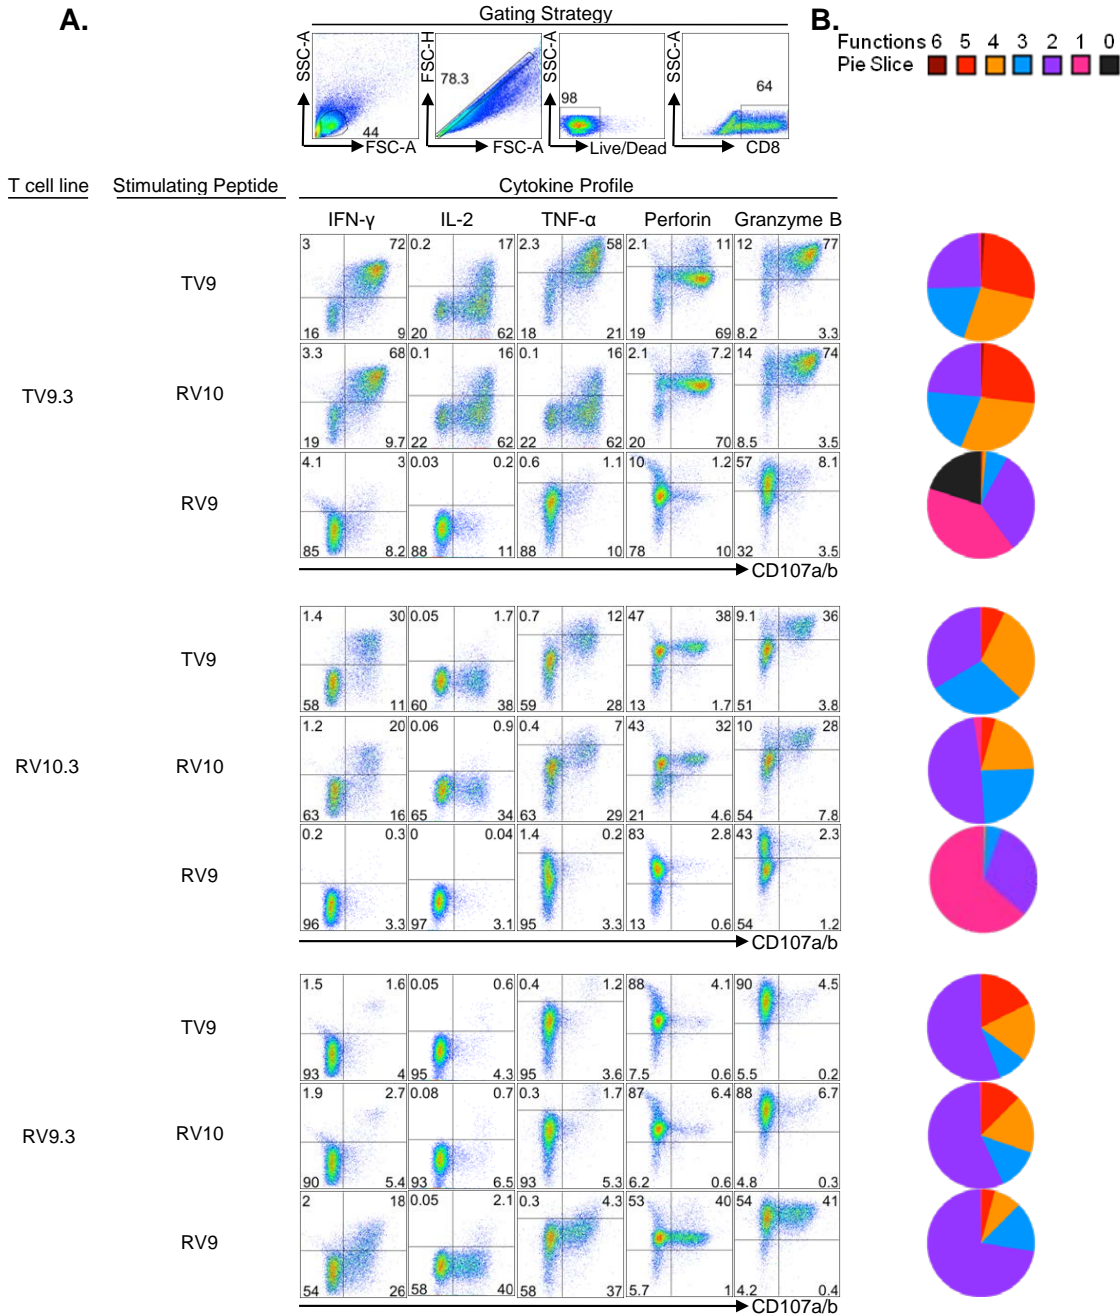 A.
Gating Strategy
B.
Functions 6 5 4 3 2 1 0
Pie Slice
SSC-A
FSC-H
SSC-A
SSC-A
44
78.3
98
64
FSC-A
FSC-A
Live/Dead
CD8
T cell line
Stimulating Peptide
Cytokine Profile
IFN-γ
IL-2
TNF-α
Perforin
Granzyme B
TV9.3
TV9
3 72 0.2 17 2.3 58 2.1 11 12 77
16 9 20 62 18 21 19 69 8.2 3.3
RV10
3.3 68 0.1 16 0.1 16 2.1 7.2 14 74
19 9.7 22 62 22 62 20 70 8.5 3.5
RV9
4.1 3 0.03 0.2 0.6 1.1 10 1.2 57 8.1
85 8.2 88 11 88 10 78 10 32 3.5
CD107a/b
RV10.3
TV9
1.4 30 0.05 1.7 0.7 12 47 38 9.1 36
58 11 60 38 59 28 13 1.7 51 3.8
RV10
1.2 20 0.06 0.9 0.4 7 43 32 10 28
63 16 65 34 63 29 21 4.6 54 7.8
RV9
0.2 0.3 0 0.04 1.4 0.2 83 2.8 43 2.3
96 3.3 97 3.1 95 3.3 13 0.6 54 1.2
CD107a/b
RV9.3
TV9
1.5 1.6 0.05 0.6 0.4 1.2 88 4.1 90 4.5
93 4 95 4.3 95 3.6 7.5 0.6 5.5 0.2
RV10
1.9 2.7 0.08 0.7 0.3 1.7 87 6.4 88 6.7
90 5.4 93 6.5 93 5.3 6.2 0.6 4.8 0.3
RV9
2 18 0.05 2.1 0.3 4.3 53 40 54 41
54 26 58 40 58 37 5.7 1 4.2 0.4
CD107a/b